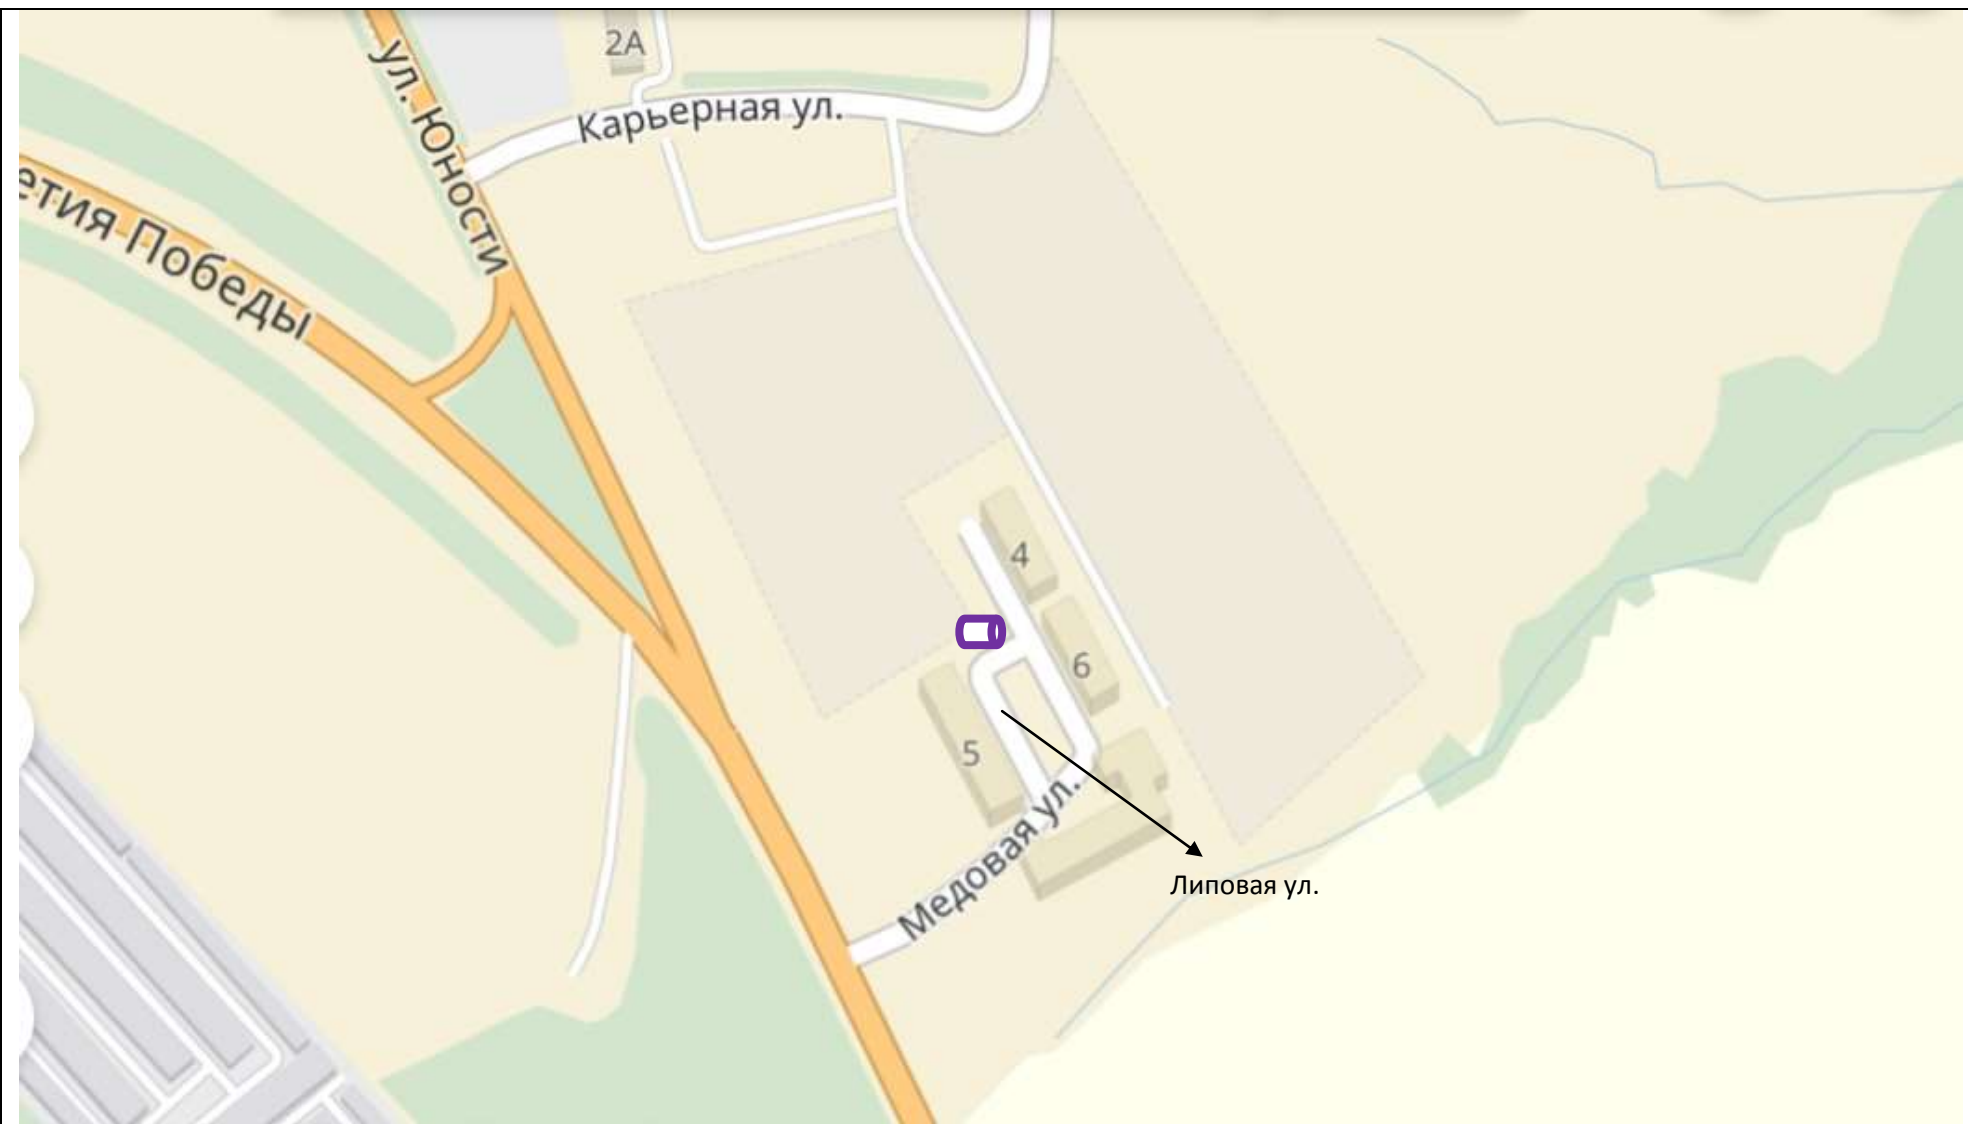 2А
ул. Юности
Карьерная ул.
етия Победы
4
6
5
Медовая ул.
Липовая ул.